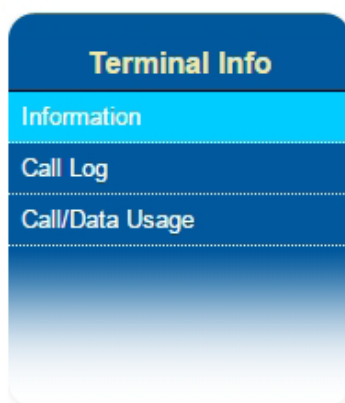 Terminal Info
Information
Call Log
Call/Data Usage